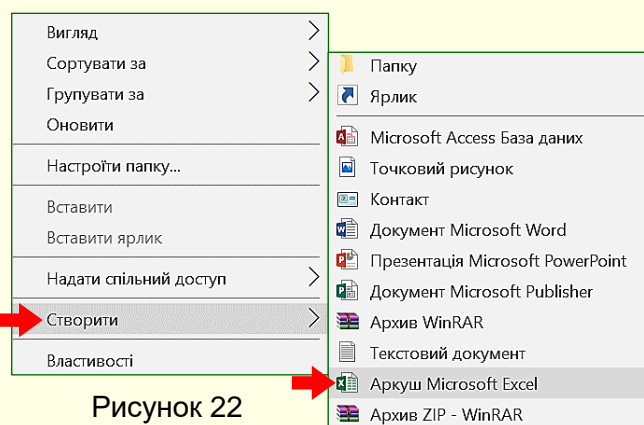 Вигляд
Сортувати за
Групувати за
Оновити
Настроїти папку...
Вставити
Вставити ярлик
Надати спільний доступ
Створити
Властивості
Рисунок 22
Папку
Ярлик
Microsoft Access База даних
Точковий рисунок
Контакт
Документ Microsoft Word
Презентація Microsoft PowerPoint
Документ Microsoft Publisher
Архив WinRAR
Текстовий документ
Аркуш Microsoft Excel
Архив ZIP - WinRAR